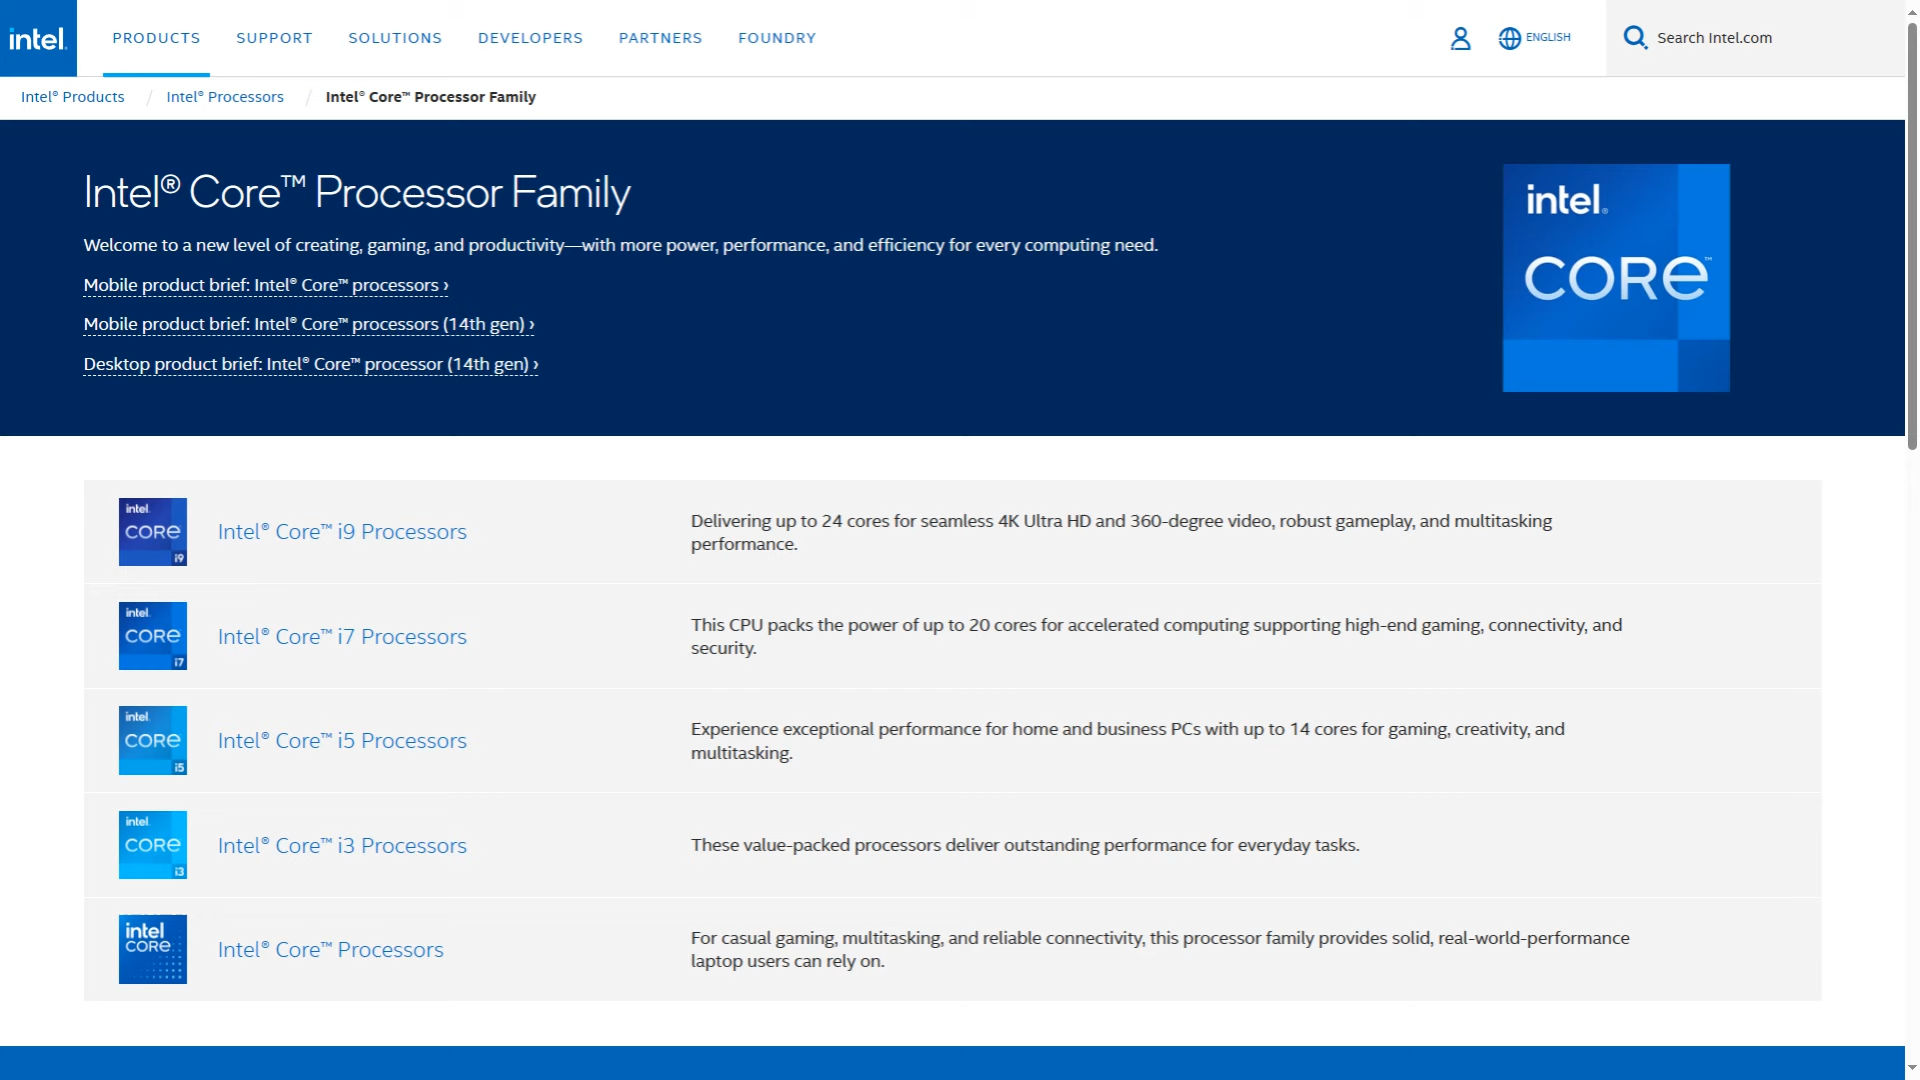 intel.
PRODUCTS SUPPORT SOLUTIONS DEVELOPERS PARTNERS FOUNDRY
ENGLISH
Search Intel.com
Intel® Products / Intel® Processors / Intel® Core™ Processor Family
Intel® Core™ Processor Family
Welcome to a new level of creating, gaming, and productivity—with more power, performance, and efficiency for every computing need.
Mobile product brief: Intel® Core™ processors ›
Mobile product brief: Intel® Core™ processors (14th gen) ›
Desktop product brief: Intel® Core™ processor (14th gen) ›
intel®
CORE™
intel.
CORE
i9
Intel® Core™ i9 Processors
Delivering up to 24 cores for seamless 4K Ultra HD and 360-degree video, robust gameplay, and multitasking
performance.
intel.
CORE
i7
Intel® Core™ i7 Processors
This CPU packs the power of up to 20 cores for accelerated computing supporting high-end gaming, connectivity, and
security.
intel.
CORE
i5
Intel® Core™ i5 Processors
Experience exceptional performance for home and business PCs with up to 14 cores for gaming, creativity, and
multitasking.
intel.
CORE
i3
Intel® Core™ i3 Processors
These value-packed processors deliver outstanding performance for everyday tasks.
intel
CORE
Intel® Core™ Processors
For casual gaming, multitasking, and reliable connectivity, this processor family provides solid, real-world-performance
laptop users can rely on.